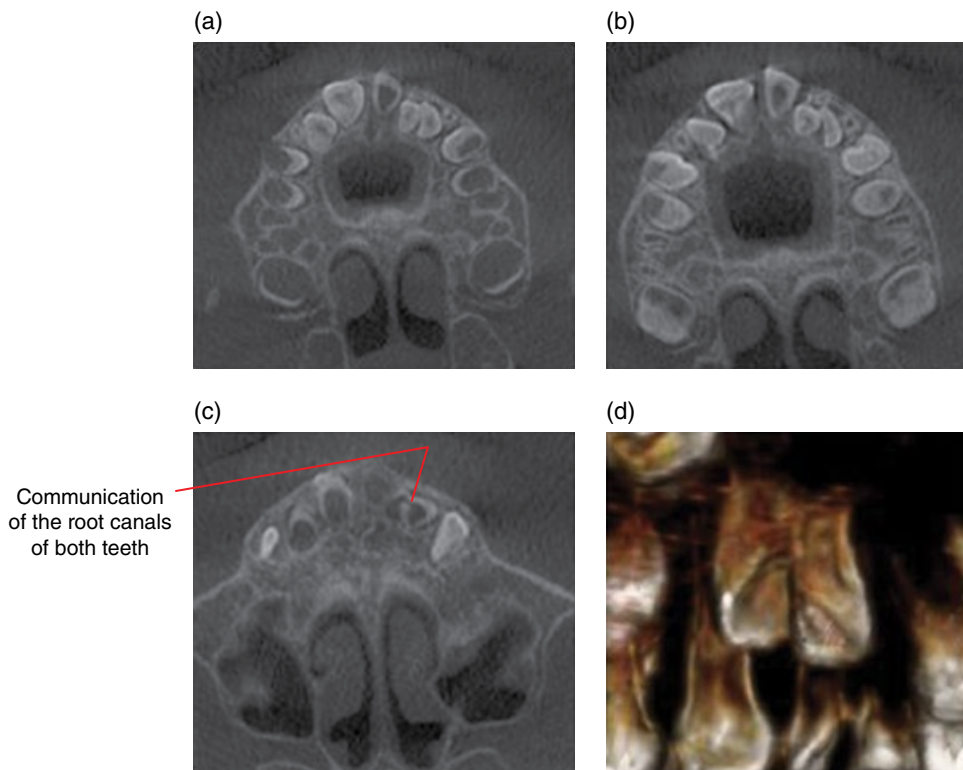 (a)
(b)
(c)
(d)
Communication
of the root canals
of both teeth